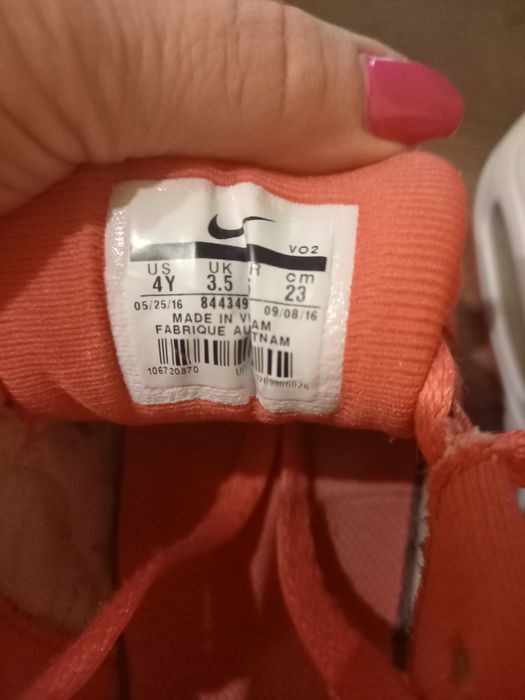 VO2
US UK cm
4Y 3.5 23
05/25/16 844349 09/08/16
MADE IN AM
FABRIQUE AU TNAM
106720870